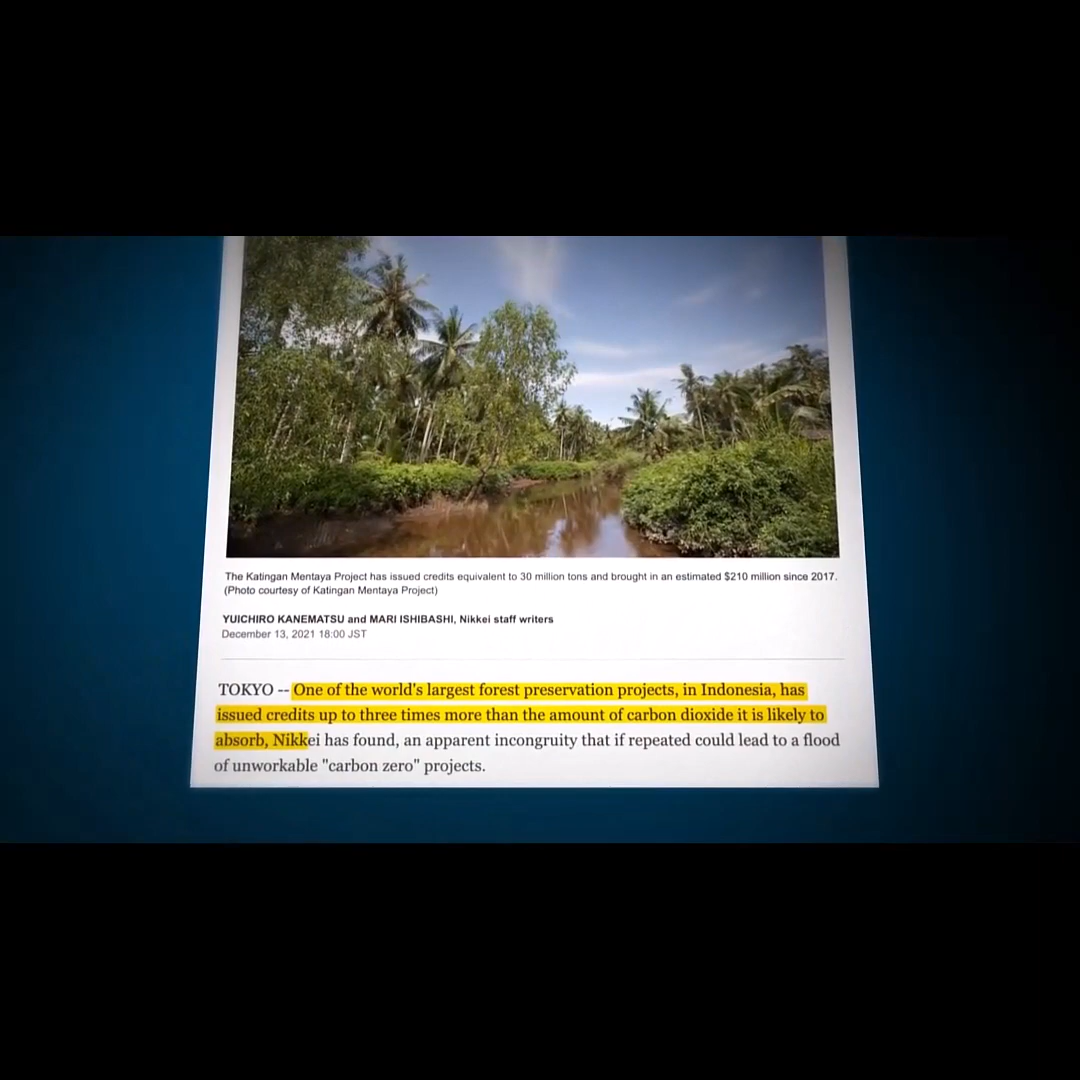 The Katingan Mentaya Project has issued credits equivalent to 30 million tons and brought in an estimated $210 million since 2017.
(Photo courtesy of Katingan Mentaya Project)
YUICHIRO KANEMATSU and MARI ISHIBASHI, Nikkei staff writers
December 13, 2021 18:00 JST
TOKYO -- One of the world's largest forest preservation projects, in Indonesia, has
issued credits up to three times more than the amount of carbon dioxide it is likely to
absorb, Nikkei has found, an apparent incongruity that if repeated could lead to a flood
of unworkable "carbon zero" projects.